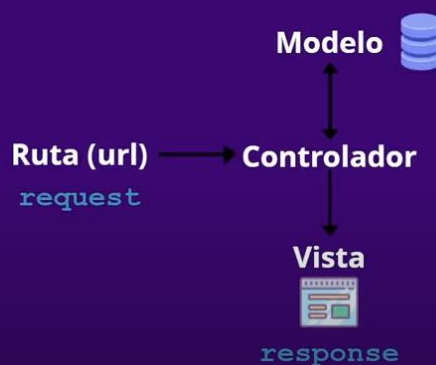 Modelo
Ruta (url)
Controlador
request
Vista
response